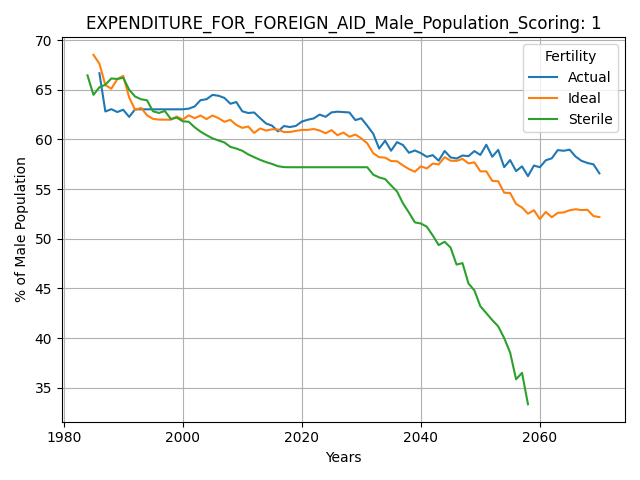 EXPENDITURE_FOR_FOREIGN_AID_Male_Population_Scoring: 1
% of Male Population
70
65
60
55
50
45
40
35
Fertility
Actual
Ideal
Sterile
1980
2000
2020
2040
2060
Years